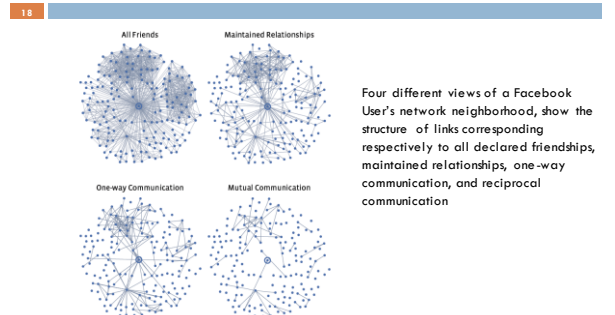 18
All Friends
Maintained Relationships
One-way Communication
Mutual Communication
Four different views of a Facebook
User's network neighborhood, show the
structure of links corresponding
respectively to all declared friendships,
maintained relationships, one-way
communication, and reciprocal
communication